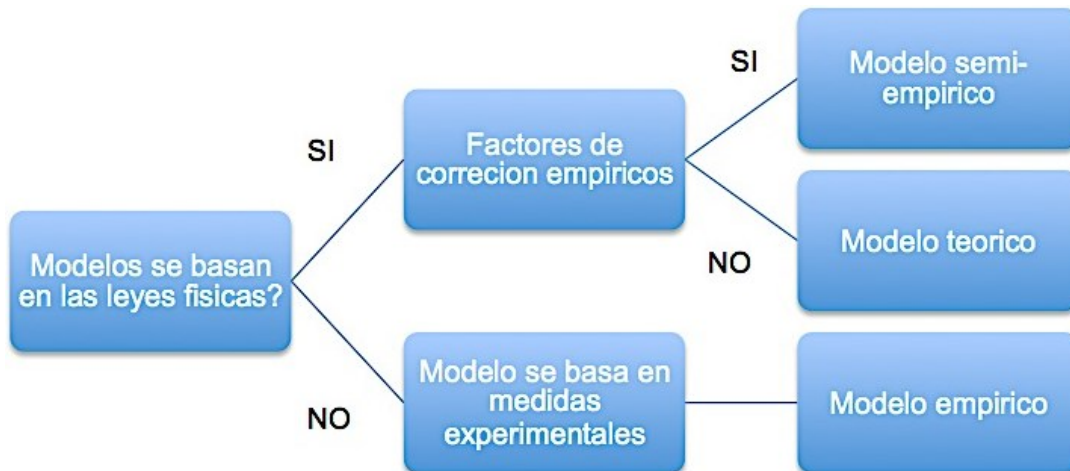 SI
Modelo semi-
empirico
SI
Factores de
correcion empiricos
NO
Modelo teorico
Modelos se basan
en las leyes fisicas?
NO
Modelo se basa en
medidas
experimentales
Modelo empirico